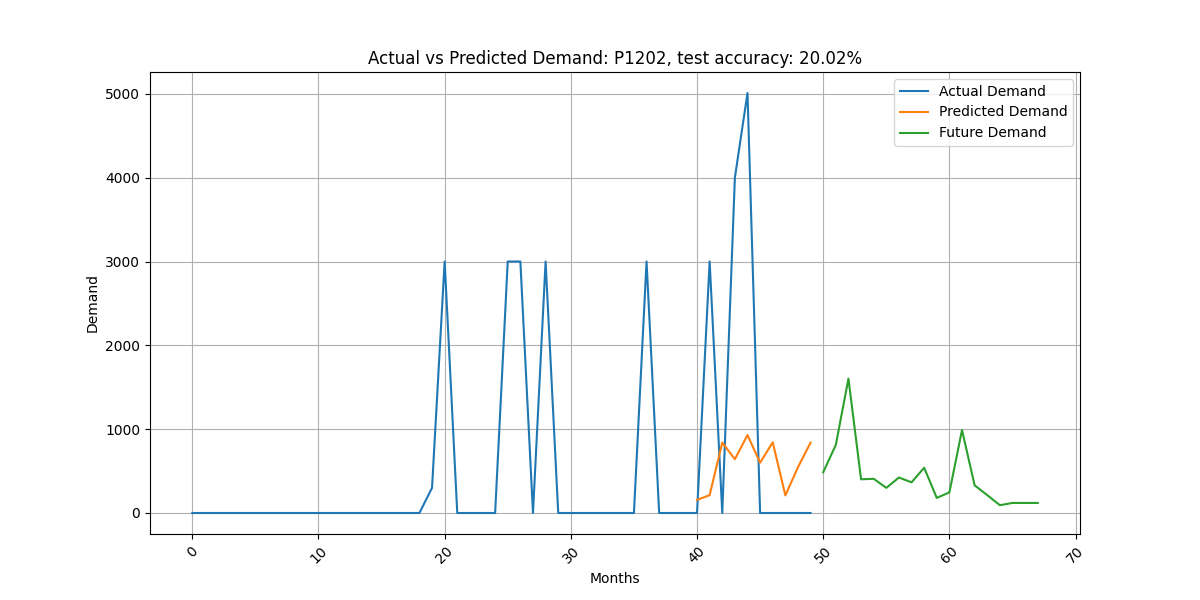 Actual vs Predicted Demand: P1202, test accuracy: 20.02%
Actual Demand
Predicted Demand
Future Demand
Demand
5000
4000
3000
2000
1000
0
0 10 20 30 40 50 60 70
Months